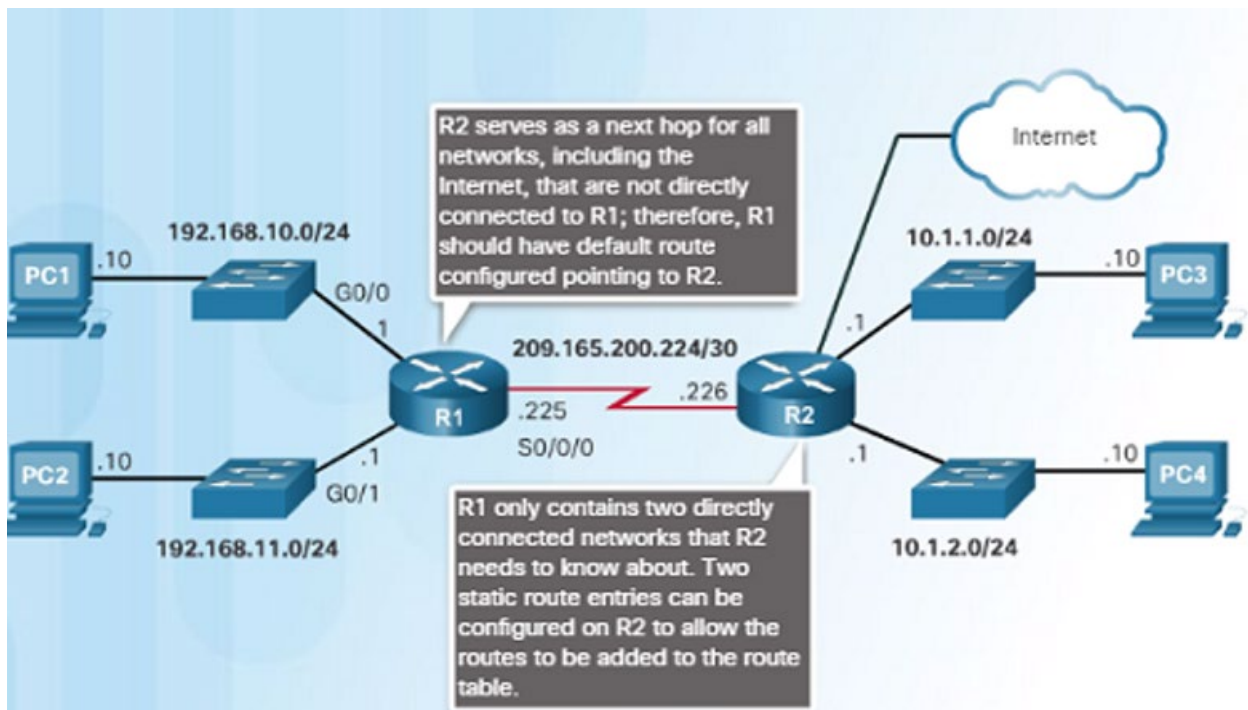 R2 serves as a next hop for all
networks, including the
Internet, that are not directly
connected to R1; therefore, R1
should have default route
configured pointing to R2.
Internet
192.168.10.0/24
10.1.1.0/24
PC1
.10
G0/0
1
.10
PC3
.1
209.165.200.224/30
R1
.225
S0/0/0
.226
R2
PC2
.10
.1
G0/1
.1
.10
PC4
192.168.11.0/24
10.1.2.0/24
R1 only contains two directly
connected networks that R2
needs to know about. Two
static route entries can be
configured on R2 to allow the
routes to be added to the route
table.